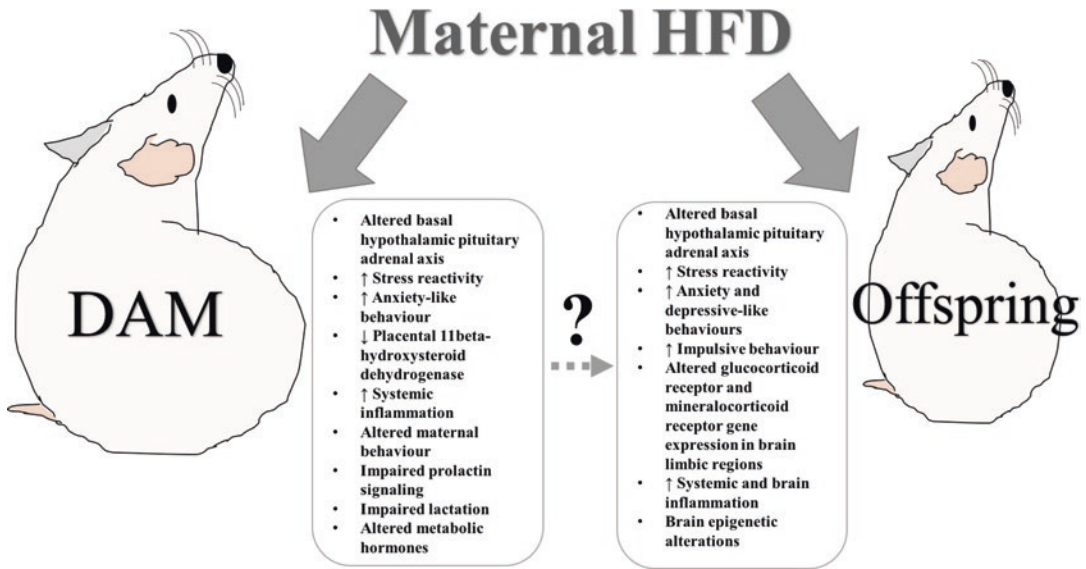 Maternal HFD
DAM
• Altered basal
hypothalamic pituitary
adrenal axis
• ↑ Stress reactivity
• ↑ Anxiety-like
behaviour
• ↓ Placental 11beta-
hydroxysteroid
dehydrogenase
• ↑ Systemic
inflammation
• Altered maternal
behaviour
• Impaired prolactin
signaling
• Impaired lactation
• Altered metabolic
hormones
?
• Altered basal
hypothalamic pituitary
adrenal axis
• ↑ Stress reactivity
• ↑ Anxiety and
depressive-like
behaviours
• ↑ Impulsive behaviour
• Altered glucocorticoid
receptor and
mineralocorticoid
receptor gene
expression in brain
limbic regions
• ↑ Systemic and brain
inflammation
• Brain epigenetic
alterations
Offspring